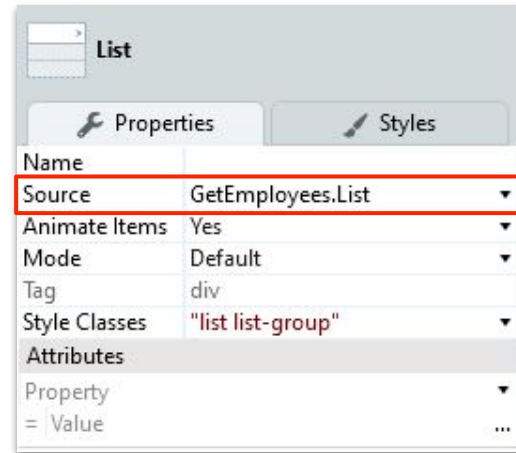 List
Properties Styles
Name
Source GetEmployees.List
Animate Items Yes
Mode Default
Tag div
Style Classes "list list-group"
Attributes
Property
= Value ...